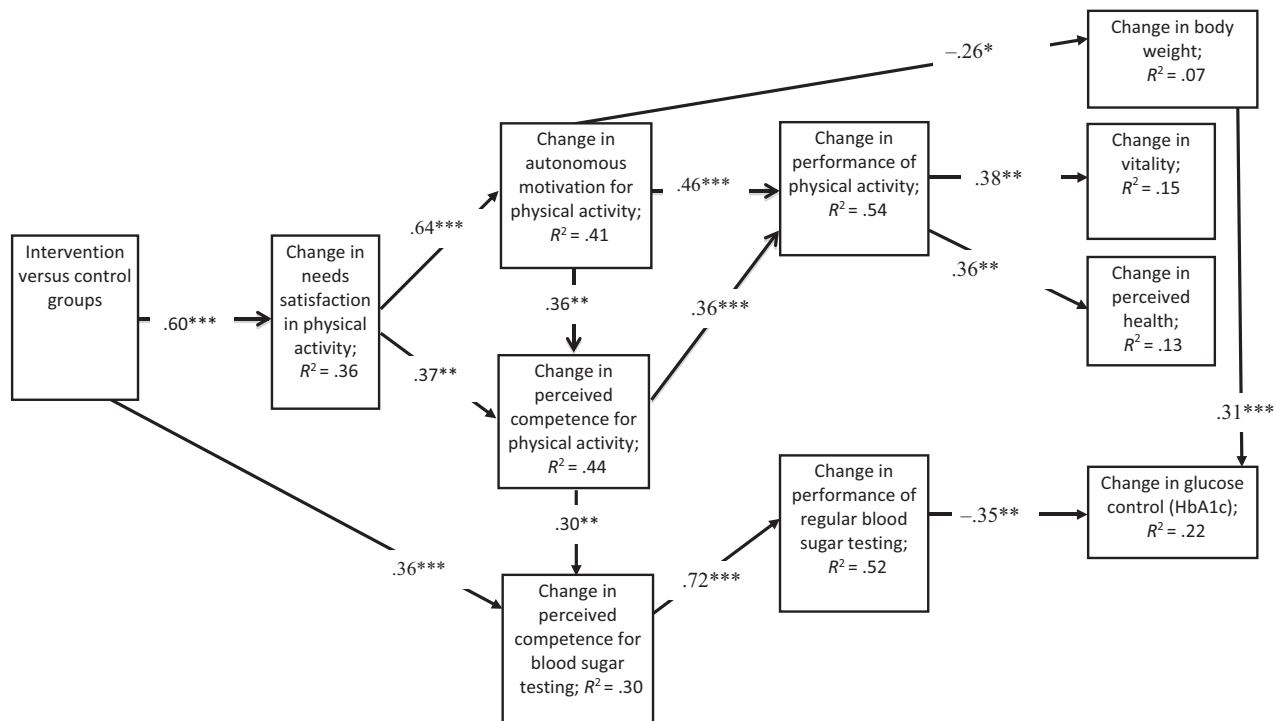 Intervention
versus control
groups
.60***
Change in
needs
satisfaction
in physical
activity;
R² = .36
.64***
.37**
.36***
Change in
autonomous
motivation for
physical activity;
R² = .41
.36**
Change in
perceived
competence for
physical activity;
R² = .44
.30**
Change in
perceived
competence for
blood sugar
testing; R² = .30
–.26*
.46***
.36***
.72***
Change in
performance of
physical activity;
R² = .54
.38**
.36**
Change in
performance of
regular blood
sugar testing;
R² = .52
–.35**
Change in body
weight;
R² = .07
Change in
vitality;
R² = .15
Change in
perceived
health;
R² = .13
.31***
Change in glucose
control (HbA1c);
R² = .22